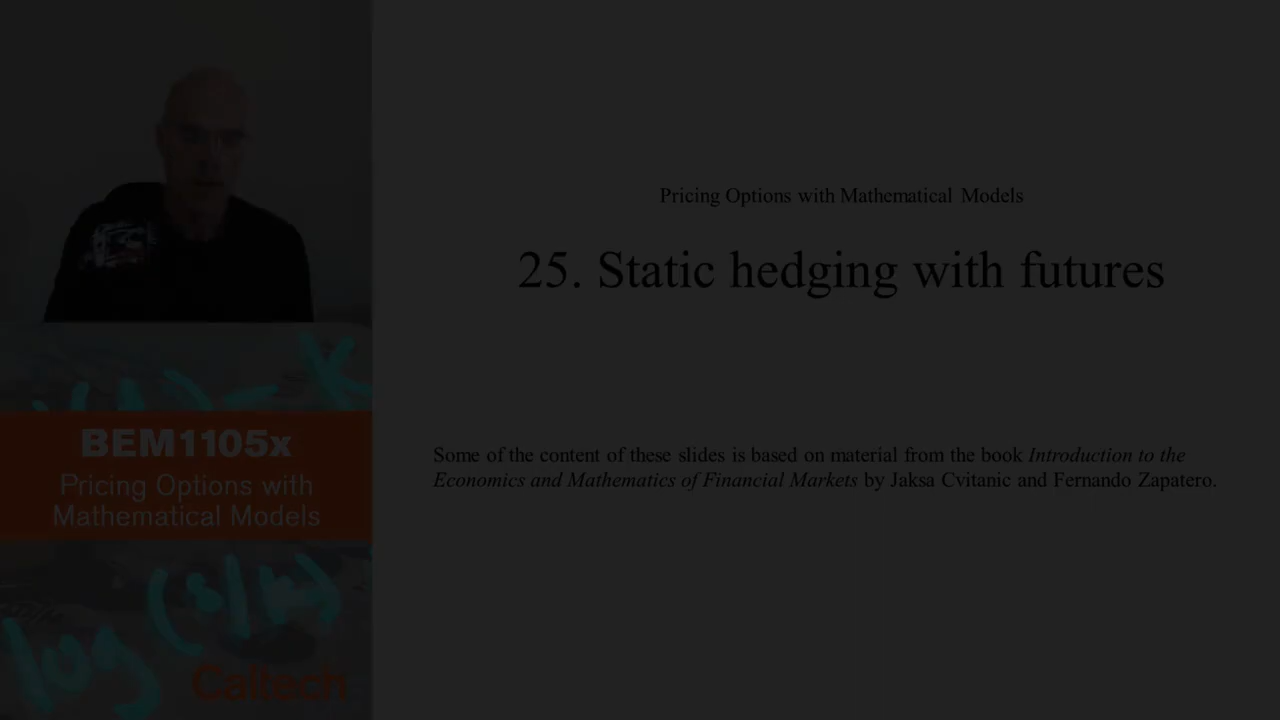 Pricing Options with Mathematical Models
25. Static hedging with futures
Some of the content of these slides is based on material from the book Introduction to the
Economics and Mathematics of Financial Markets by Jaksa Cvitanic and Fernando Zapatero.
BEM1105x
Pricing Options with
Mathematical Models
log (s/k)
Caltech